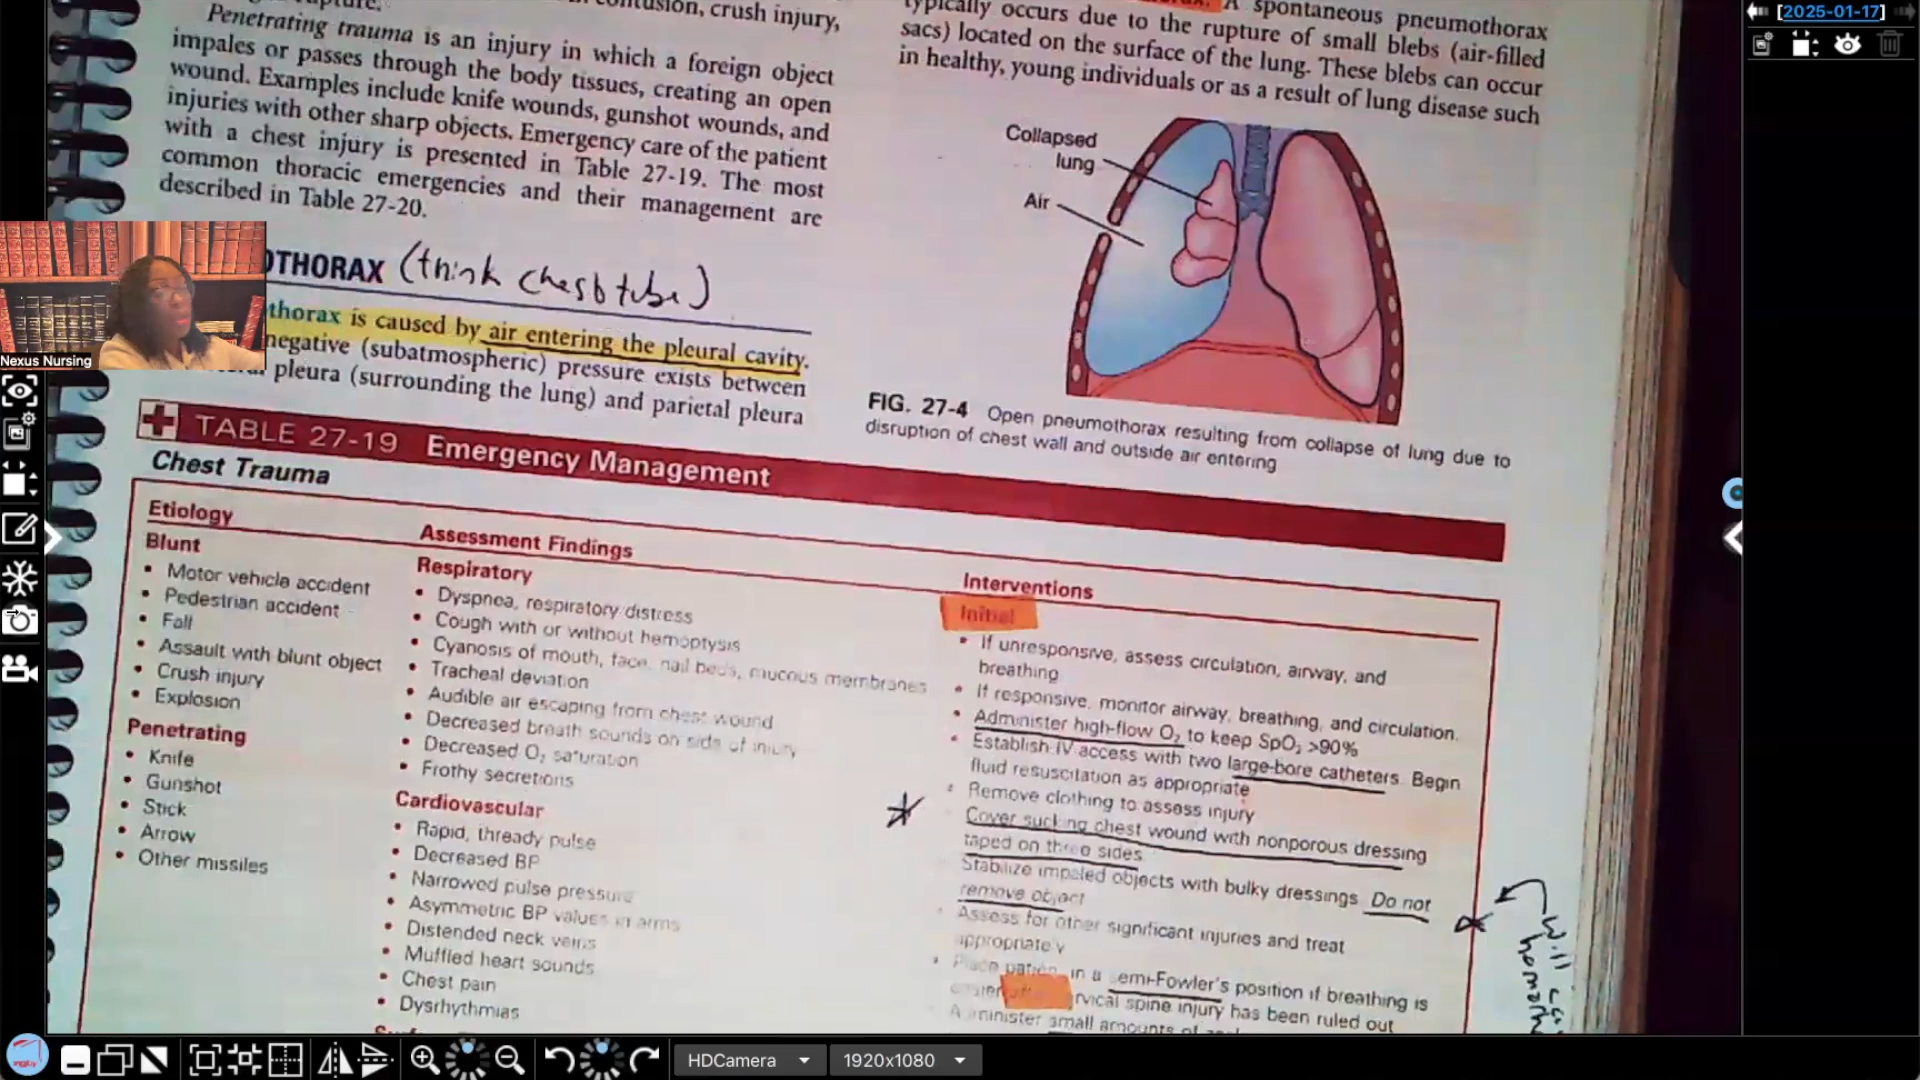 contusion, crush injury,
Penetrating trauma is an injury in which a foreign object
impales or passes through the body tissues, creating an open
wound. Examples include knife wounds, gunshot wounds, and
injuries with other sharp objects. Emergency care of the patient
with a chest injury is presented in Table 27-19. The most
common thoracic emergencies and their management are
described in Table 27-20.
OTHORAX (think chest tube)
thorax is caused by air entering the pleural cavity.
negative (subatmospheric) pressure exists between
pleura (surrounding the lung) and parietal pleura
A spontaneous pneumothorax
typically occurs due to the rupture of small blebs (air-filled
sacs) located on the surface of the lung. These blebs can occur
in healthy, young individuals or as a result of lung disease such
Collapsed
lung
Air
FIG. 27-4 Open pneumothorax resulting from collapse of lung due to
disruption of chest wall and outside air entering
TABLE 27-19 Emergency Management
Chest Trauma
Etiology
Blunt
• Motor vehicle accident
• Pedestrian accident
• Fall
• Assault with blunt object
• Crush injury
• Explosion
Penetrating
• Knife
• Gunshot
• Stick
• Arrow
• Other missiles
Assessment Findings
Respiratory
• Dyspnea, respiratory distress
• Cough with or without hemoptysis
• Cyanosis of mouth, face, nail beds, mucous membranes
• Tracheal deviation
• Audible air escaping from chest wound
• Decreased breath sounds on side of injury
• Decreased O₂ saturation
• Frothy secretions
Cardiovascular
• Rapid, thready pulse
• Decreased BP
• Narrowed pulse pressure
• Asymmetric BP values in arms
• Distended neck veins
• Muffled heart sounds
• Chest pain
• Dysrhythmias
Interventions
Initial
• If unresponsive, assess circulation, airway, and
breathing
• If responsive, monitor airway, breathing, and circulation.
• Administer high-flow O₂ to keep SpO₂ >90%
• Establish IV access with two large-bore catheters. Begin
fluid resuscitation as appropriate
• Remove clothing to assess injury
Cover sucking chest wound with nonporous dressing
taped on three sides
Stabilize impaled objects with bulky dressings. Do not
remove object
• Assess for other significant injuries and treat
appropriately
• Place patient in a semi-Fowler's position if breathing is
easier cervical spine injury has been ruled out
Administer small amounts of
will
Nexus Nursing
[2025-01-17]
HDCamera
1920x1080